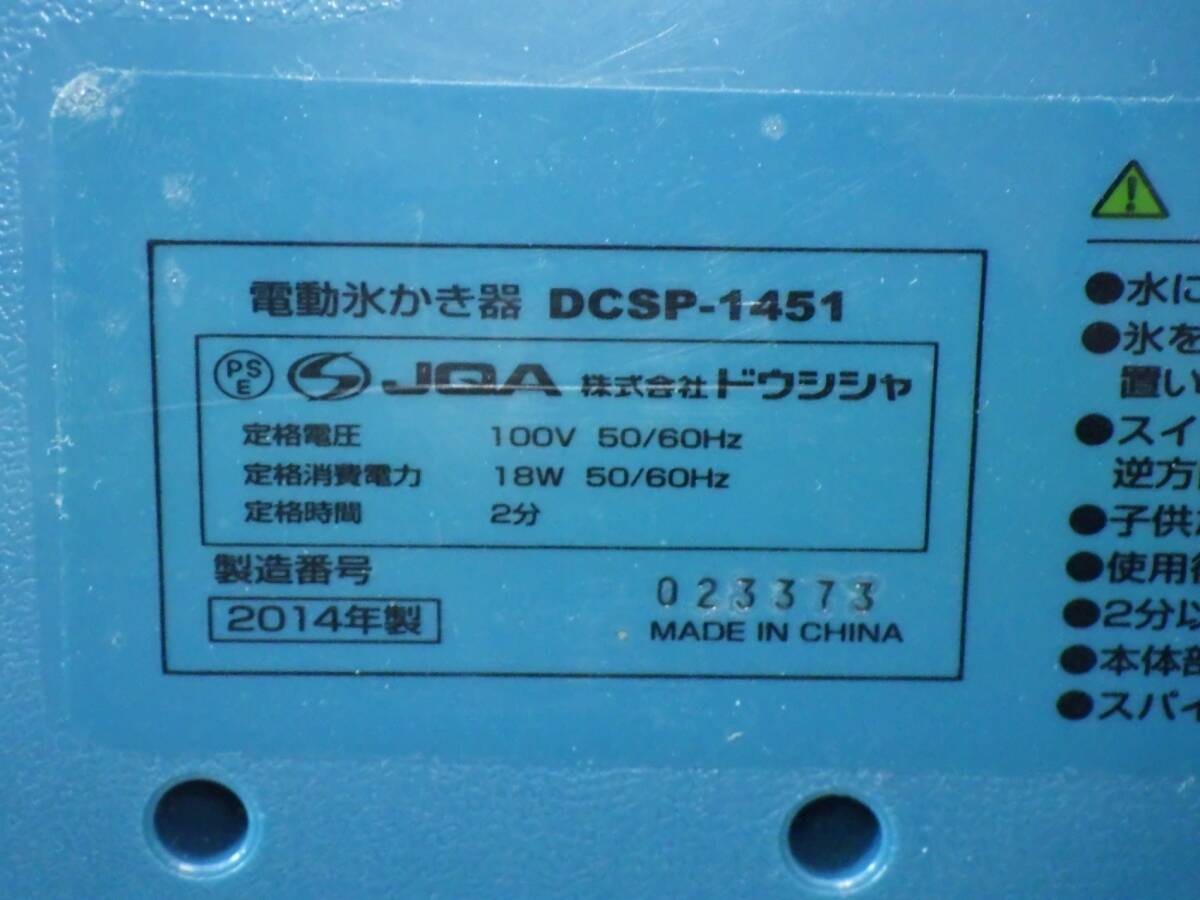 電動氷かき器 DCSP-1451
PS
E
JQA 株式会社ドウシシャ
定格電圧 100V 50/60Hz
定格消費電力 18W 50/60Hz
定格時間 2分
製造番号
023373
2014年製
MADE IN CHINA
●水に
●氷を
置い
●スイ
逆方
●子供
●使用
●2分以
●本体部
●スパイ